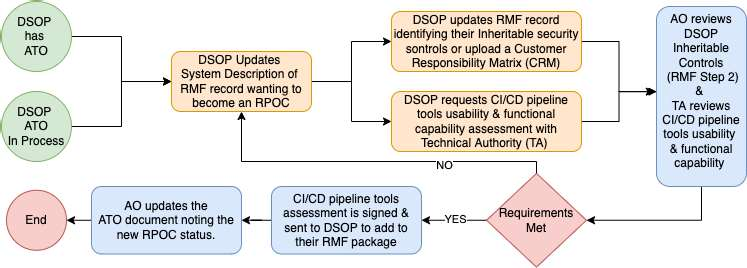 DSOP
has
ATO
DSOP
ATO
In Process
DSOP Updates
System Description of
RMF record wanting to
become an RPOC
DSOP updates RMF record
identifying their Inheritable security
sontrols or upload a Customer
Responsibility Matrix (CRM)
DSOP requests CI/CD pipeline
tools usability & functional
capability assessment with
Technical Authority (TA)
AO reviews
DSOP
Inheritable
Controls
(RMF Step 2)
&
TA reviews
CI/CD pipeline
tools usability
& functional
capability
NO
Requirements
Met
YES
CI/CD pipeline tools
assessment is signed &
sent to DSOP to add to
their RMF package
AO updates the
ATO document noting the
new RPOC status.
End